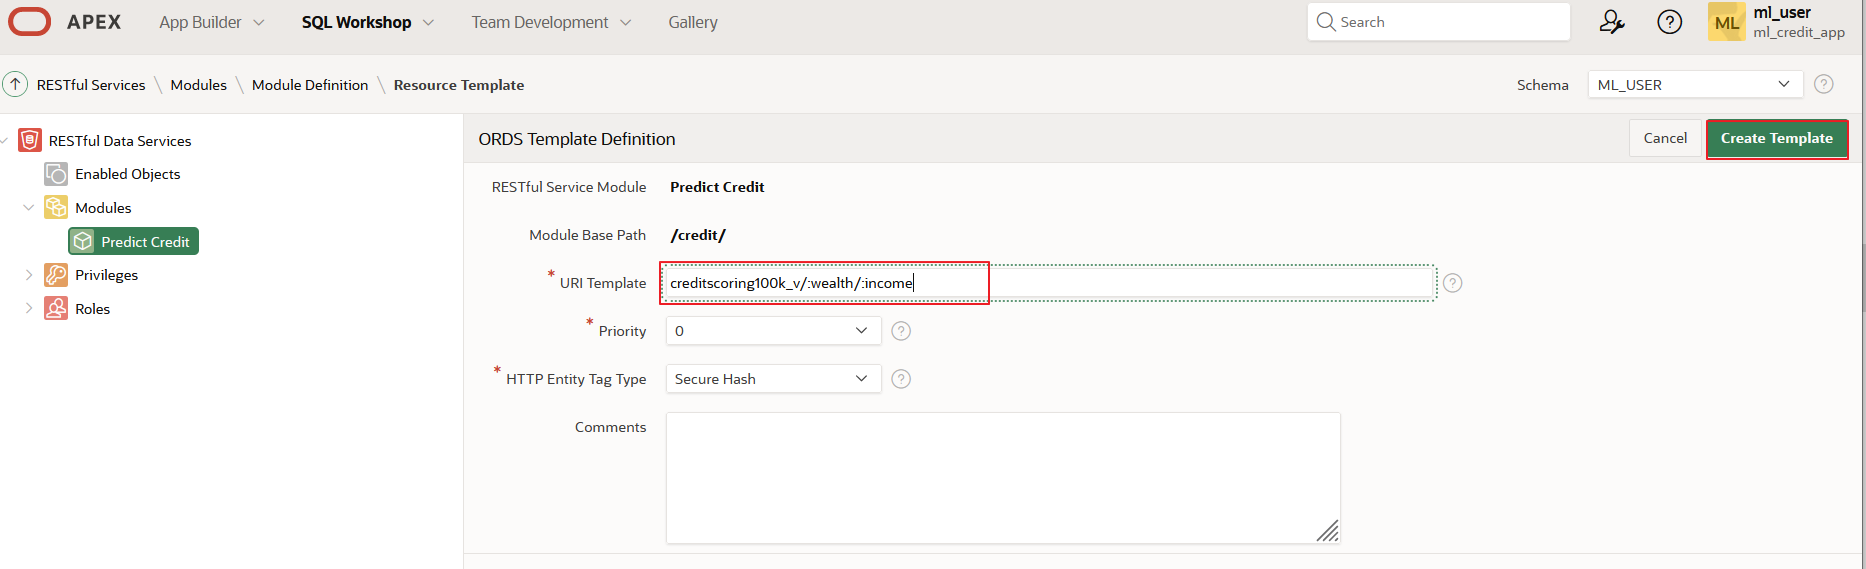 APEX App Builder SQL Workshop Team Development Gallery Search ? ML ml_user
ml_credit_app
RESTful Services \ Modules \ Module Definition \ Resource Template Schema ML_USER ?
RESTful Data Services
Enabled Objects
Modules
Predict Credit
Privileges
Roles
ORDS Template Definition Cancel Create Template
RESTful Service Module Predict Credit
Module Base Path /credit/
* URI Template creditscoring100k_v/:wealth/:income ?
* Priority 0 ?
* HTTP Entity Tag Type Secure Hash ?
Comments